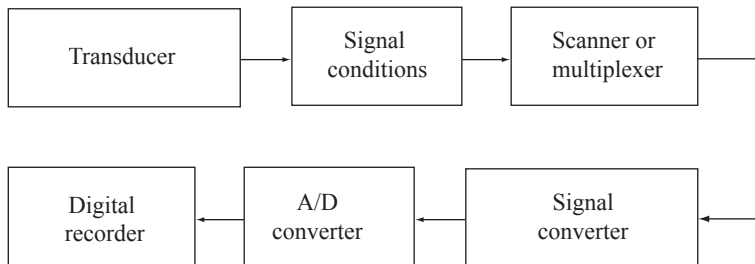 Transducer
Signal
conditions
Scanner or
multiplexer
Digital
recorder
A/D
converter
Signal
converter